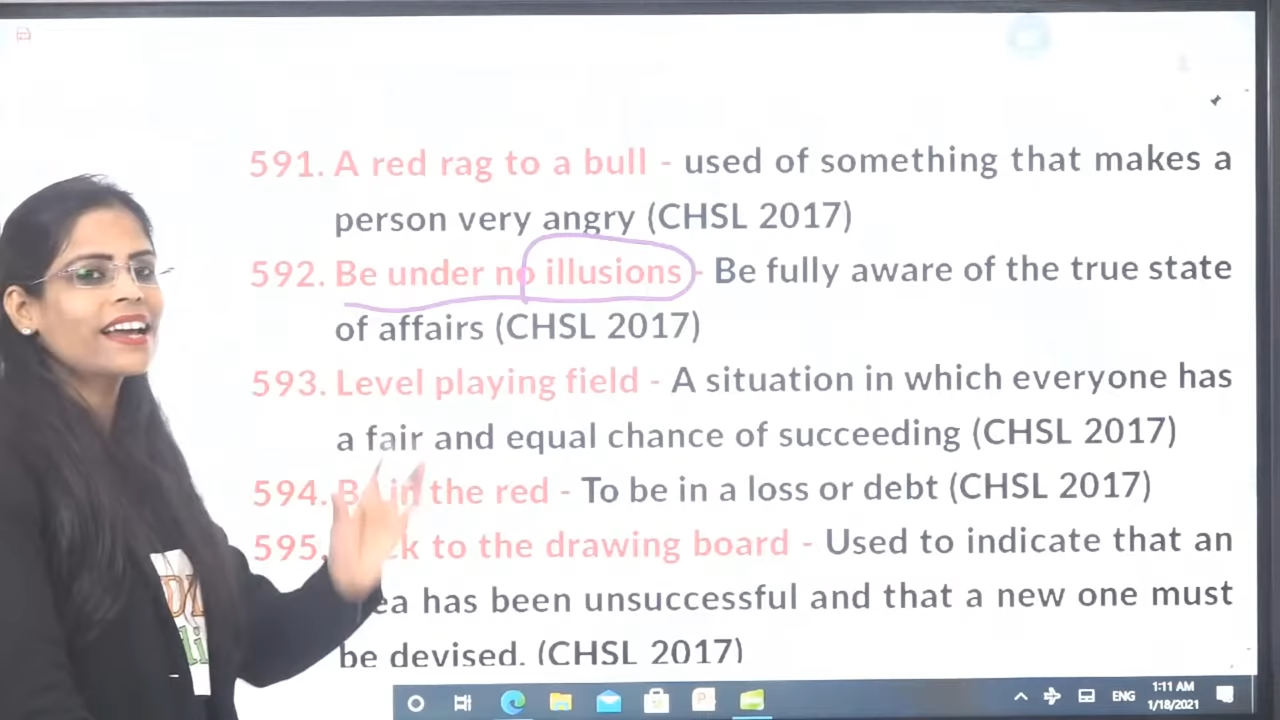 591. A red rag to a bull - used of something that makes a
person very angry (CHSL 2017)
592. Be under no illusions - Be fully aware of the true state
of affairs (CHSL 2017)
593. Level playing field - A situation in which everyone has
a fair and equal chance of succeeding (CHSL 2017)
594. in the red - To be in a loss or debt (CHSL 2017)
595. to the drawing board - Used to indicate that an
has been unsuccessful and that a new one must
be devised. (CHSL 2017)
ENG
1:11 AM
1/18/2021